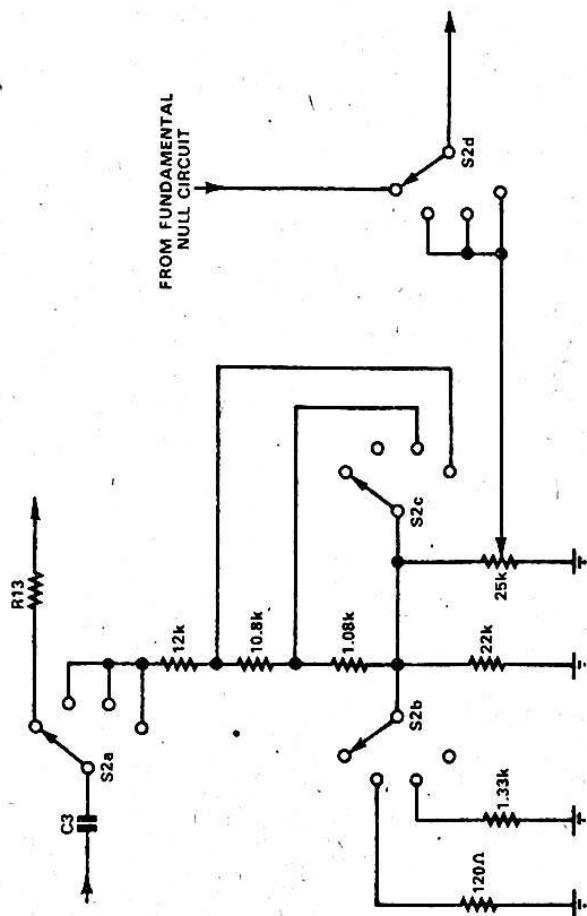 FROM FUNDAMENTAL
NULL CIRCUIT
S2d
R13
S2a
C3
12k
10.8k
1.08k
S2c
25k
22k
S2b
1.33k
120Ω